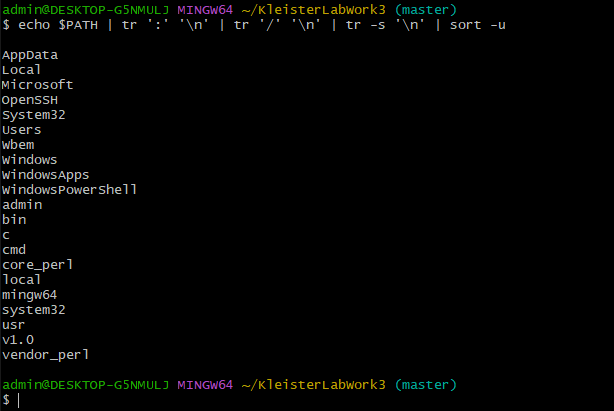 admin@DESKTOP-G5NMULJ MINGW64 ~/KleisterLabWork3 (master)
$ echo $PATH | tr ':' '\n' | tr '/' '\n' | tr -s '\n' | sort -u
AppData
Local
Microsoft
OpenSSH
System32
Users
Wbem
Windows
WindowsApps
WindowsPowerShell
admin
bin
c
cmd
core_perl
local
mingw64
system32
usr
v1.0
vendor_perl
admin@DESKTOP-G5NMULJ MINGW64 ~/KleisterLabWork3 (master)
$